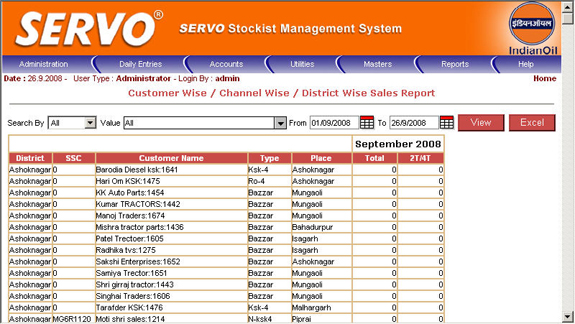 SERVO® SERVO Stockist Management System
इंडियनऑयल
IndianOil
Administration Daily Entries Accounts Utilities Masters Reports Help
Date : 26.9.2008 - User Type : Administrator - Login By : admin Home
Customer Wise / Channel Wise / District Wise Sales Report
Search By All Value All From 01/09/2008 To 26/9/2008 View Excel
September 2008
District SSC Customer Name Type Place Total 2T/4T
Ashoknagar 0 Barodia Diesel ksk:1641 Ksk-4 Ashoknagar 0 0
Ashoknagar 0 Hari Om KSK:1475 Ro-4 Ashoknagar 0 0
Ashoknagar 0 KK Auto Parts:1454 Bazzar Mungaoli 0 0
Ashoknagar 0 Kumar TRACTORS:1442 Bazzar Mungaoli 0 0
Ashoknagar 0 Manoj Traders:1674 Bazzar Mungaoli 0 0
Ashoknagar 0 Mishra tractor parts:1436 Bazzar Bahadurpur 0 0
Ashoknagar 0 Patel Trectoer:1605 Bazzar Isagarh 0 0
Ashoknagar 0 Radhika tvs:1275 Bazzar Isagarh 0 0
Ashoknagar 0 Sakshi Enterprises:1652 Bazzar Ashoknagar 0 0
Ashoknagar 0 Samiya Trector:1651 Bazzar Mungaoli 0 0
Ashoknagar 0 Shri girraj tractor:1443 Bazzar Mungaoli 0 0
Ashoknagar 0 Singhai Traders:1606 Bazzar Mungaoli 0 0
Ashoknagar 0 Tarafder KSK:1476 Ksk-4 Malhargarh 0 0
Ashoknagar MG6R1120 Moti shri sales:1214 N-ksk4 Piprai 0 0